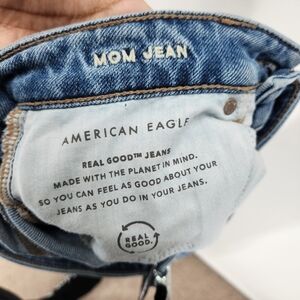 MOM JEAN
AMERICAN EAGLE
REAL GOOD™ JEANS
MADE WITH THE PLANET IN MIND.
SO YOU CAN FEEL AS GOOD ABOUT YOUR
JEANS AS YOU DO IN YOUR JEANS.
REAL
GOOD.